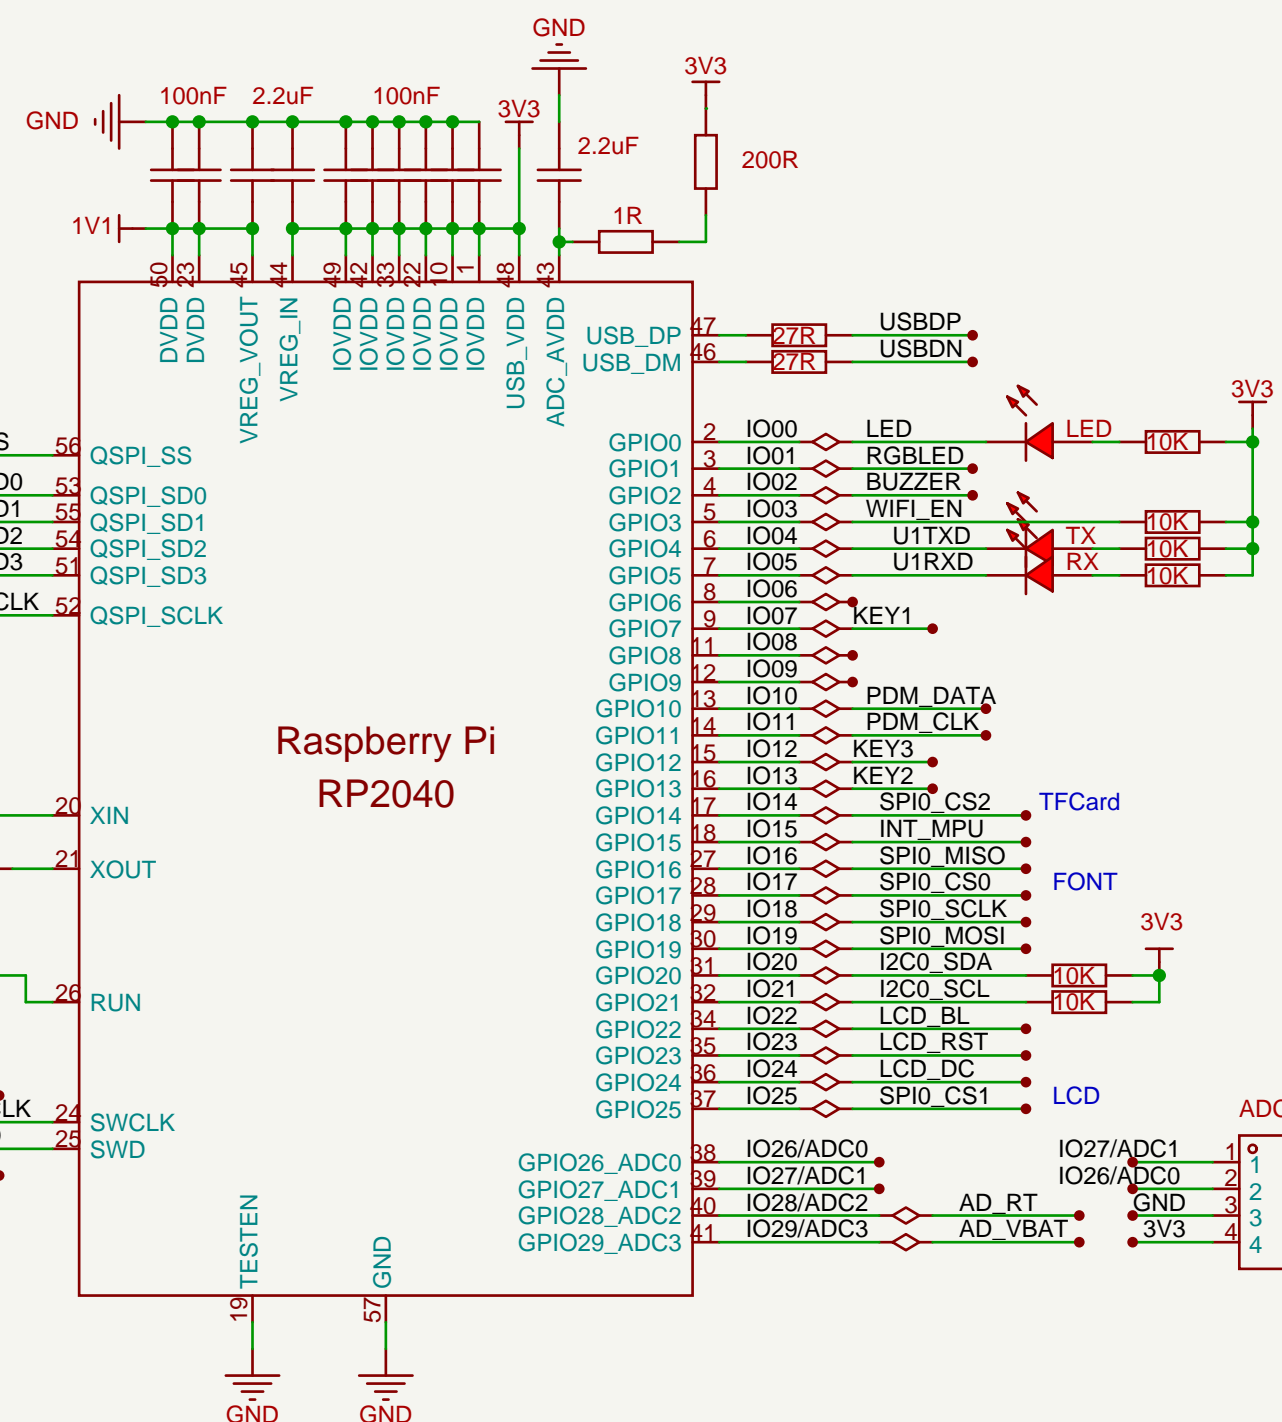 GND
3V3
100nF 2.2uF 100nF
3V3
GND
2.2uF
200R
1V1
1R
50 23 45 44 49 42 33 22 10 1 48 43
DVDD DVDD VREG_VOUT VREG_IN IOVDD IOVDD IOVDD IOVDD IOVDD IOVDD USB_VDD ADC_AVDD
USB_DP 47 27R USBDP
USB_DM 46 27R USBDN
3V3
GPIO0 2 IO00 LED LED 10K
S 56 QSPI_SS
GPIO1 3 IO01 RGBLED
D0 53 QSPI_SD0 GPIO2 4 IO02 BUZZER
D1 55 QSPI_SD1 GPIO3 5 IO03 WIFI_EN 10K
D2 54 QSPI_SD2 GPIO4 6 IO04 U1TXD TX 10K
D3 51 QSPI_SD3 GPIO5 7 IO05 U1RXD RX 10K
GPIO6 8 IO06
CLK 52 QSPI_SCLK
GPIO7 9 IO07 KEY1
GPIO8 11 IO08
GPIO9 12 IO09
GPIO10 13 IO10 PDM_DATA
GPIO11 14 IO11 PDM_CLK
Raspberry Pi
GPIO12 15 IO12 KEY3
RP2040
GPIO13 16 IO13 KEY2
20 XIN GPIO14 17 IO14 SPI0_CS2 TFCard
GPIO15 18 IO15 INT_MPU
21 XOUT GPIO16 27 IO16 SPI0_MISO
GPIO17 28 IO17 SPI0_CS0 FONT
GPIO18 29 IO18 SPI0_SCLK
3V3
GPIO19 30 IO19 SPI0_MOSI
GPIO20 31 IO20 I2C0_SDA 10K
26 RUN GPIO21 32 IO21 I2C0_SCL 10K
GPIO22 34 IO22 LCD_BL
GPIO23 35 IO23 LCD_RST
GPIO24 36 IO24 LCD_DC
GPIO25 37 IO25 SPI0_CS1 LCD
LK 24 SWCLK
ADC
25 SWD
GPIO26_ADC0 38 IO26/ADC0 IO27/ADC1 1 1
GPIO27_ADC1 39 IO27/ADC1 IO26/ADC0 2 2
GPIO28_ADC2 40 IO28/ADC2 AD_RT GND 3 3
GPIO29_ADC3 41 IO29/ADC3 AD_VBAT 3V3 4 4
TESTEN GND
19 57
GND GND